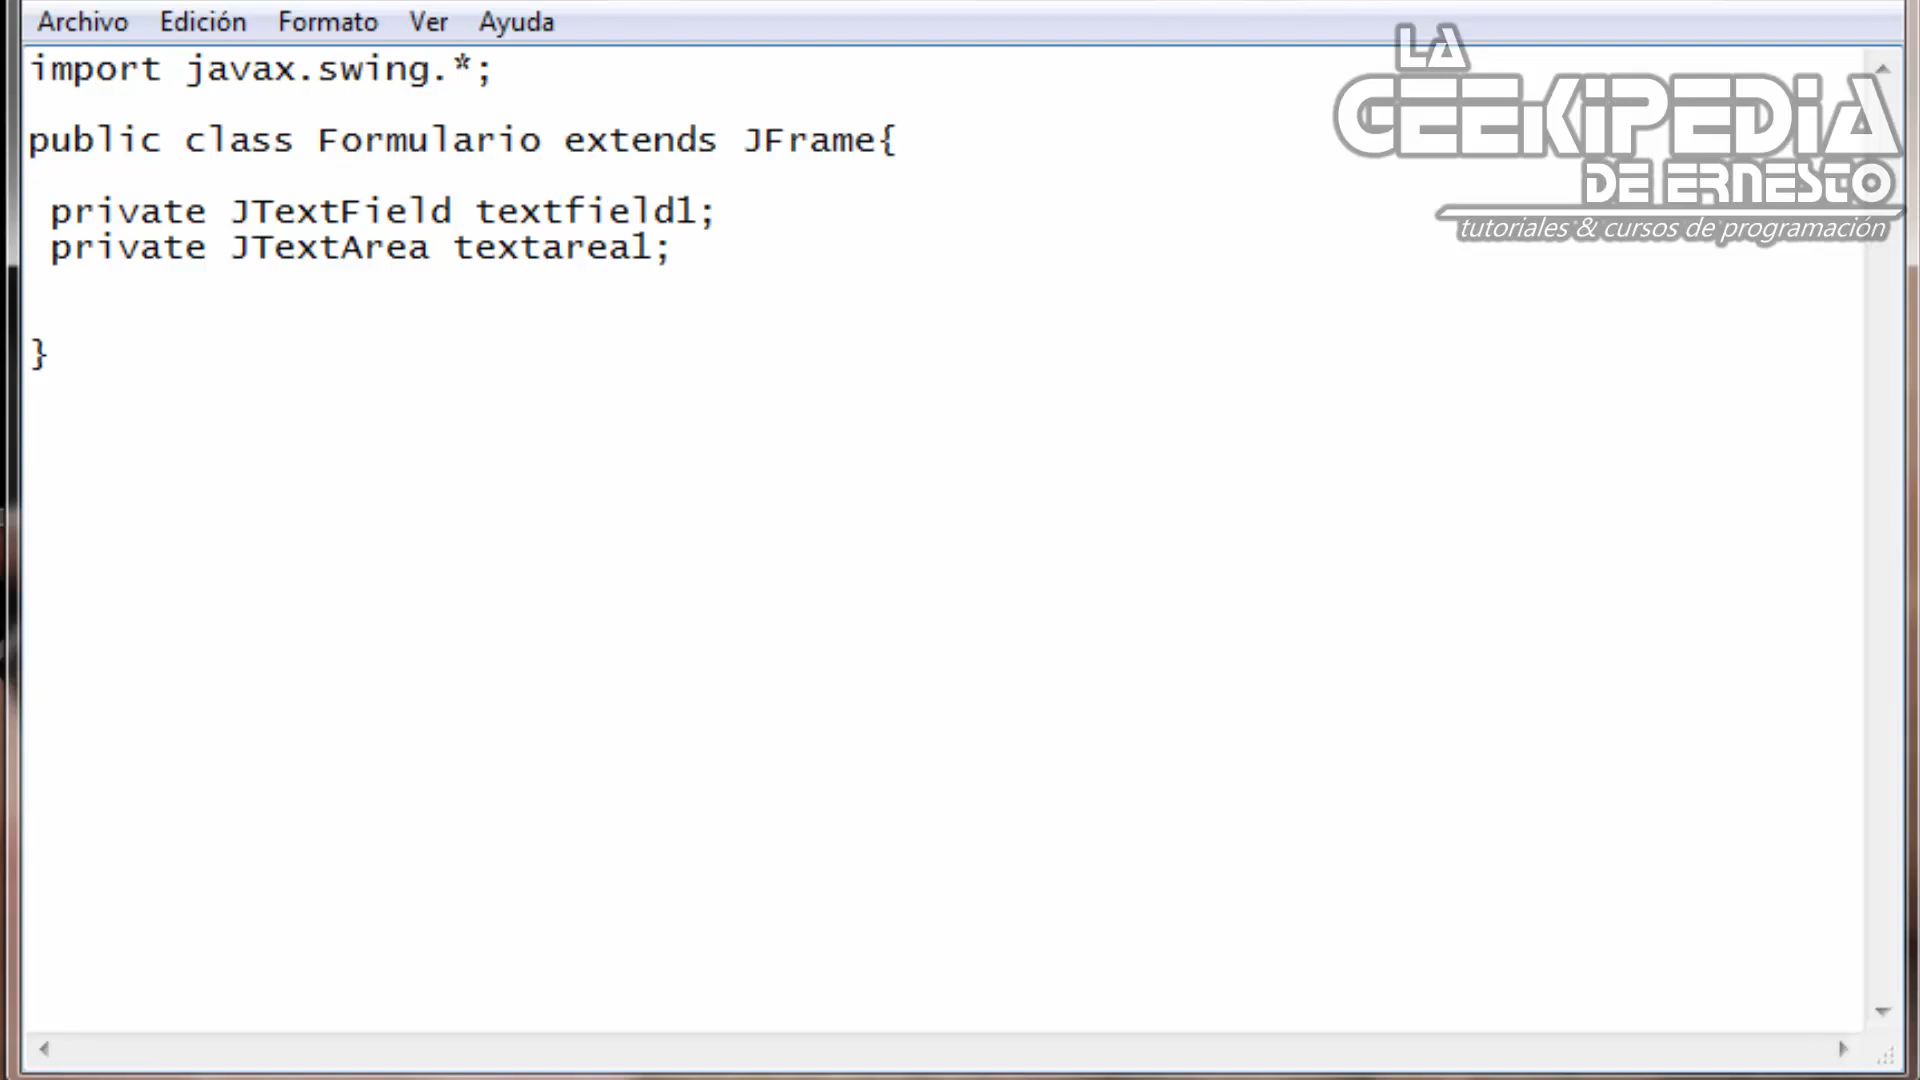 Archivo Edición Formato Ver Ayuda
import javax.swing.*;
public class Formulario extends JFrame{
private JTextField textfield1;
private JTextArea textarea1;
}
LA
GEEKIPEDIA
DE ERNESTO
tutoriales & cursos de programación